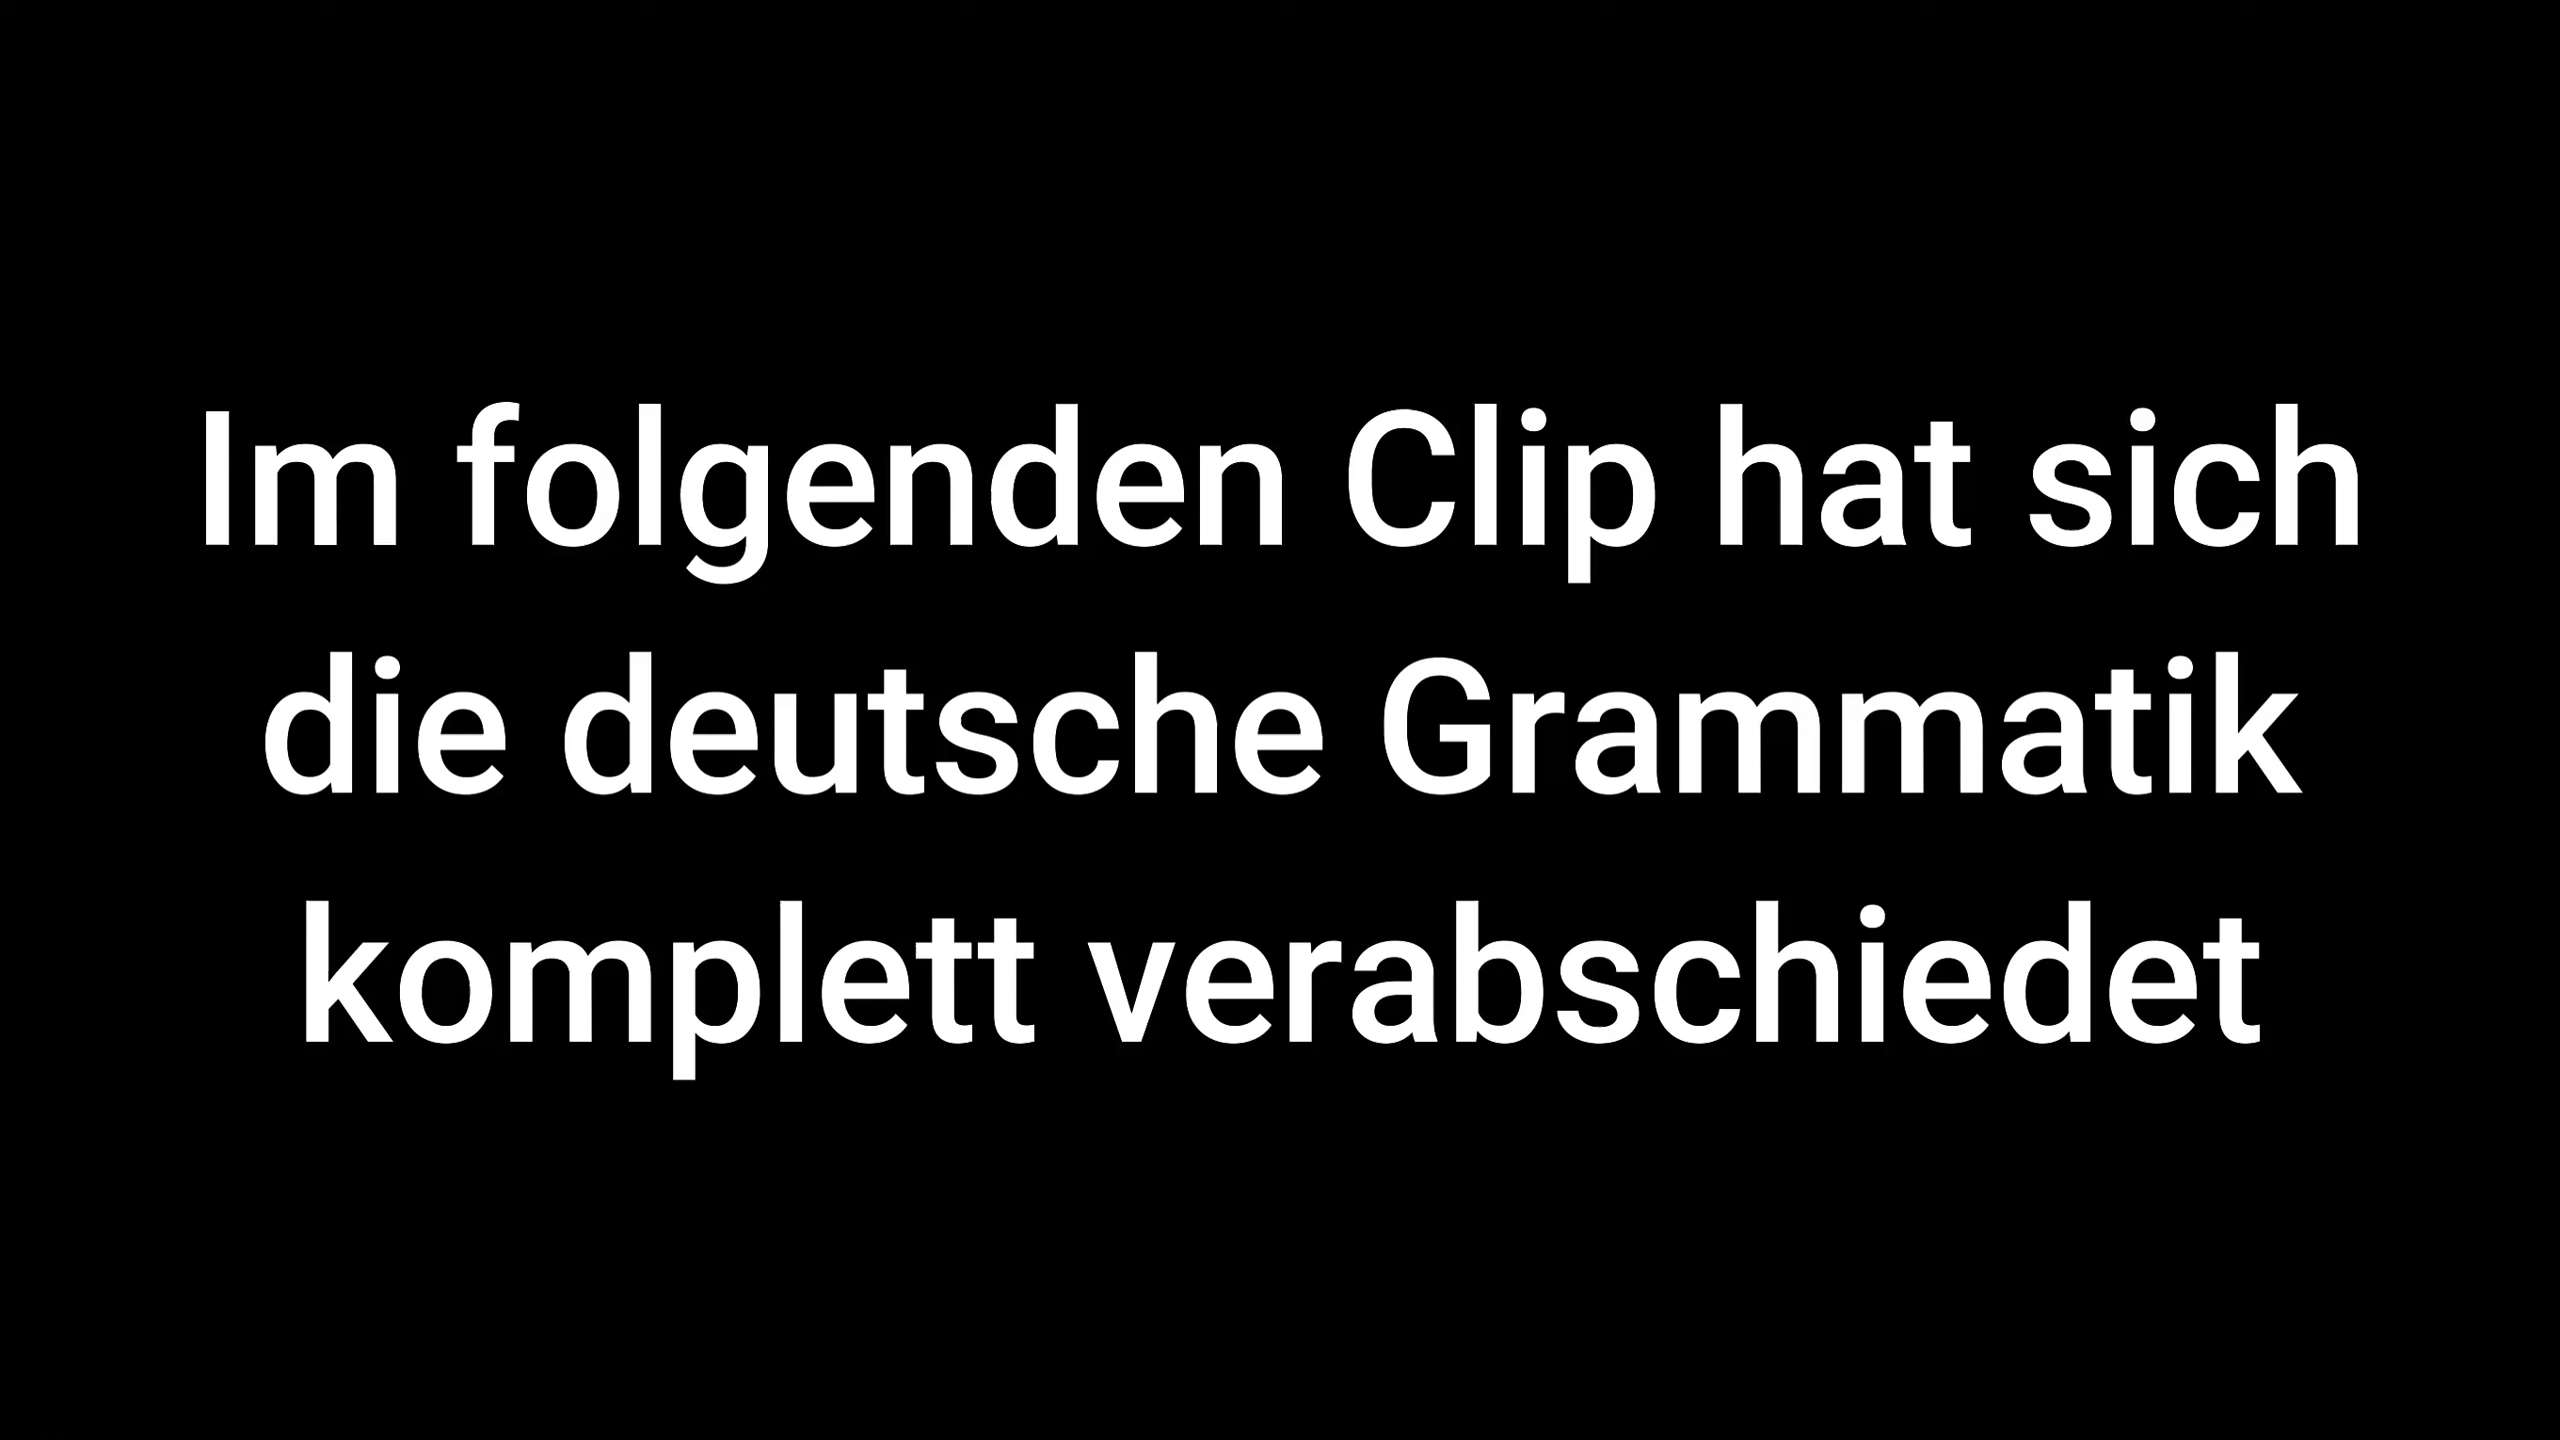 Im folgenden Clip hat sich
die deutsche Grammatik
komplett verabschiedet